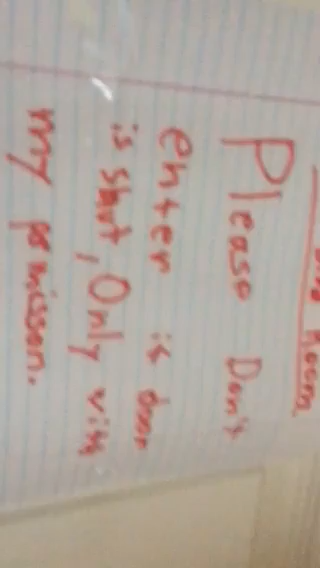 Room
Please Don't
enter is door
is shut, Only with
my permisson.